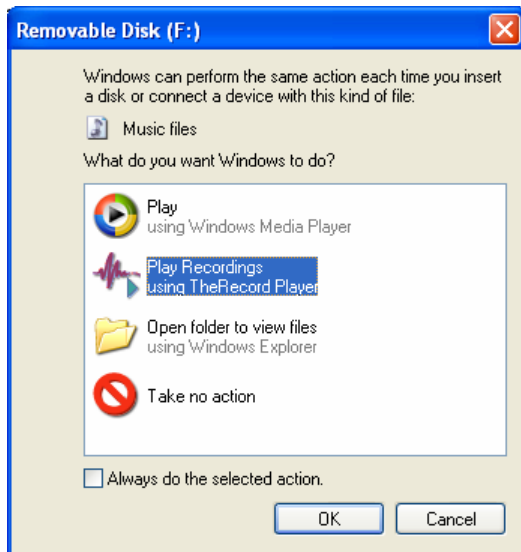 Removable Disk (F:)
Windows can perform the same action each time you insert
a disk or connect a device with this kind of file:
Music files
What do you want Windows to do?
Play
using Windows Media Player
Play Recordings
using TheRecord Player
Open folder to view files
using Windows Explorer
Take no action
Always do the selected action.
OK
Cancel